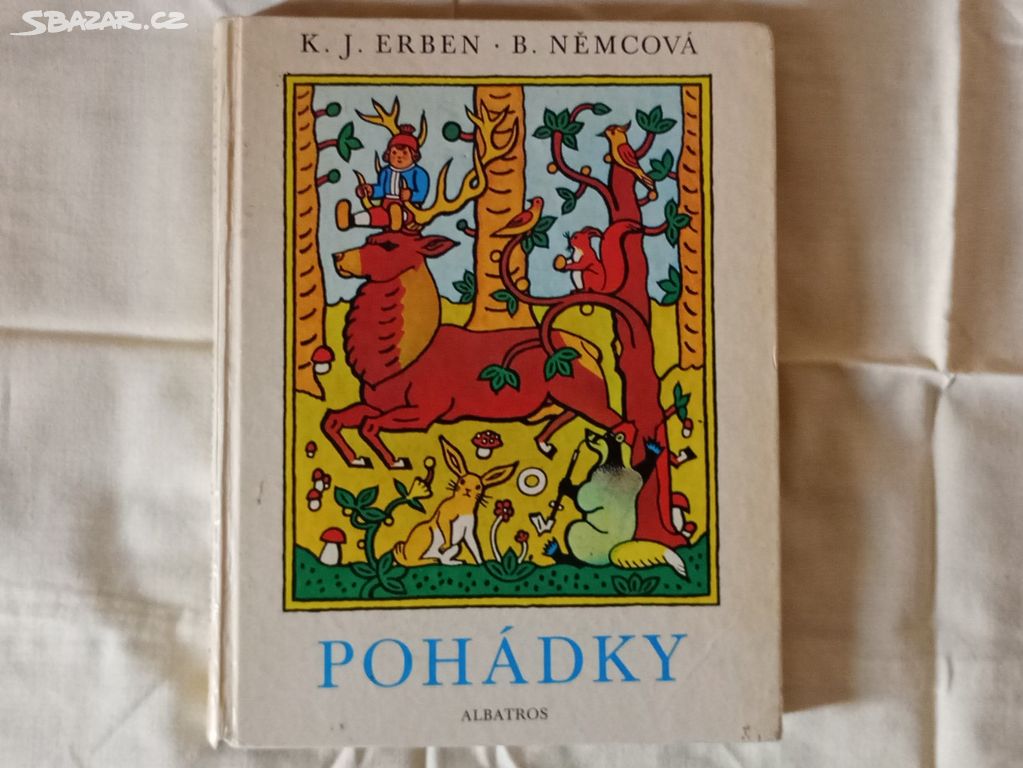 SBAZAR.CZ
K. J. ERBEN · B. NĚMCOVÁ
POHÁDKY
ALBATROS